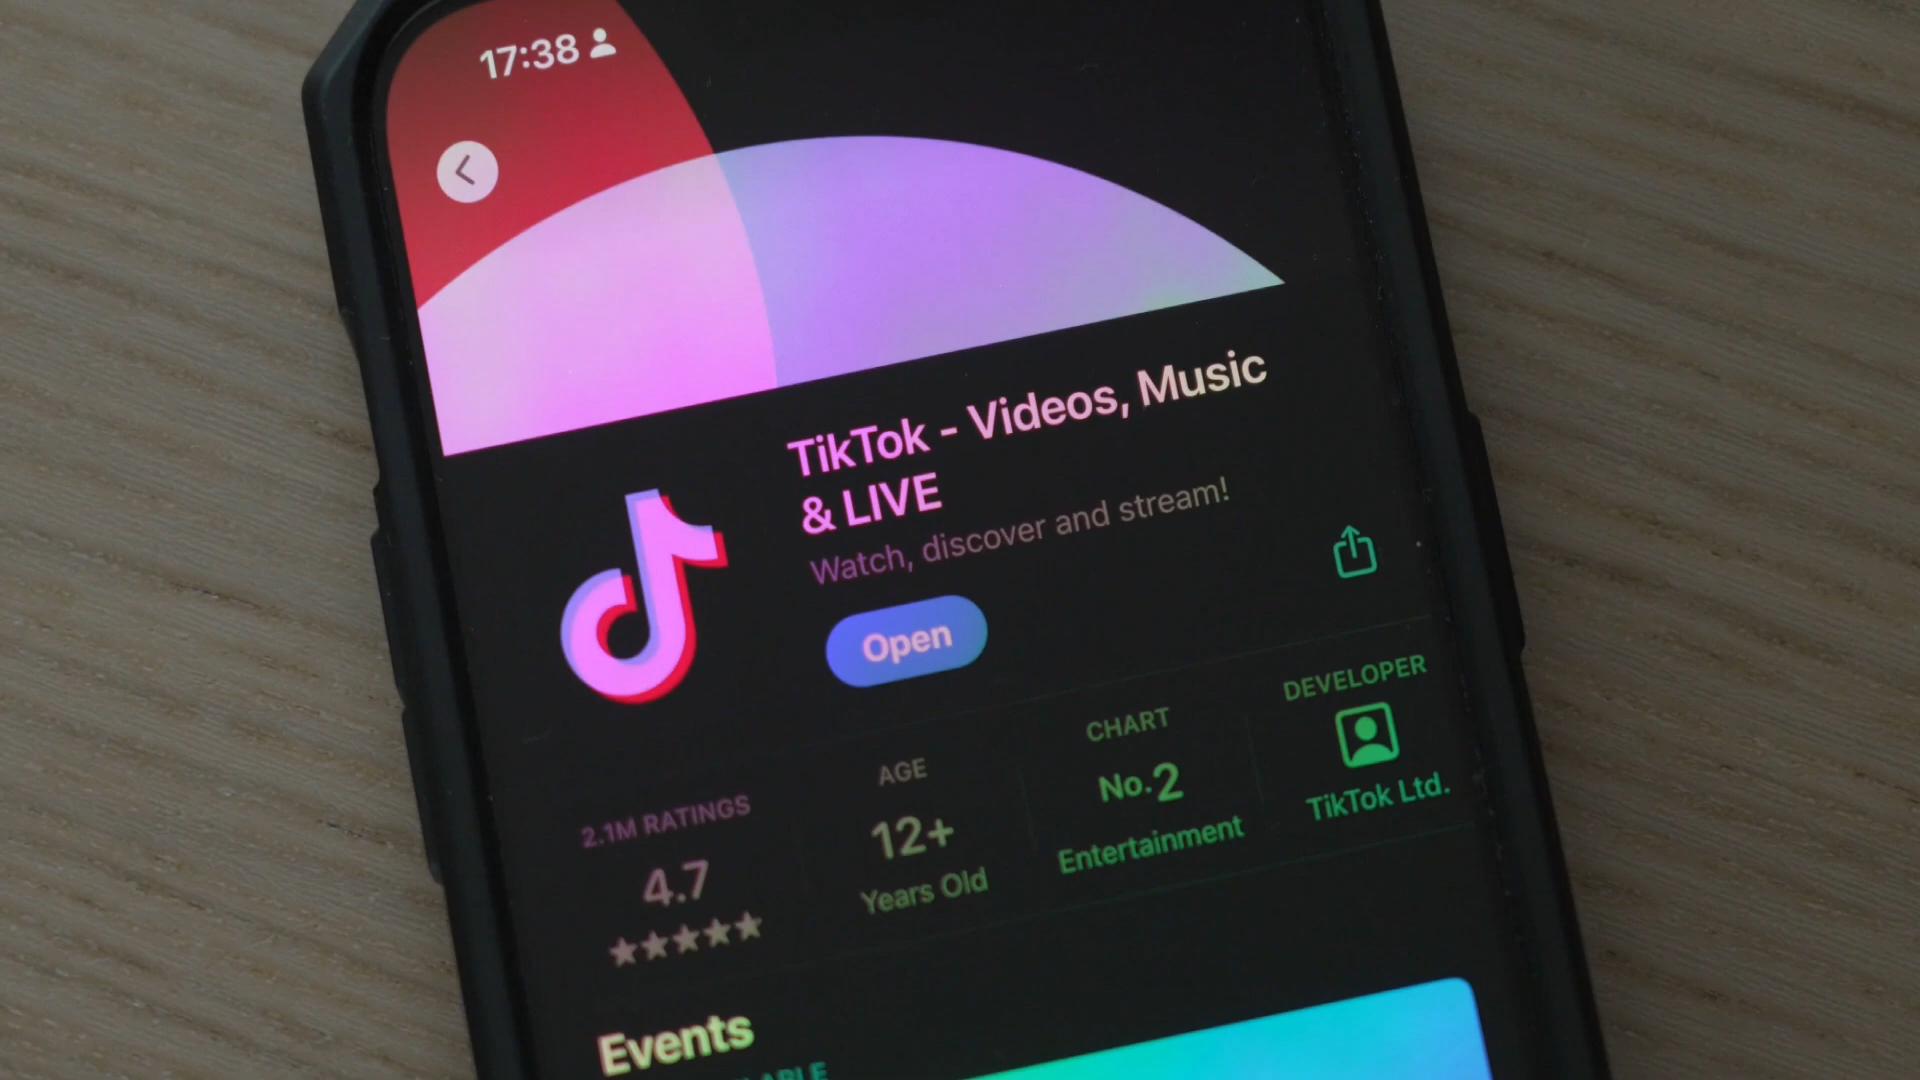 17:38
TikTok - Videos, Music
& LIVE
Watch, discover and stream!
Open
2.1M RATINGS
4.7
AGE
12+
Years Old
CHART
No.2
Entertainment
DEVELOPER
TikTok Ltd.
Events